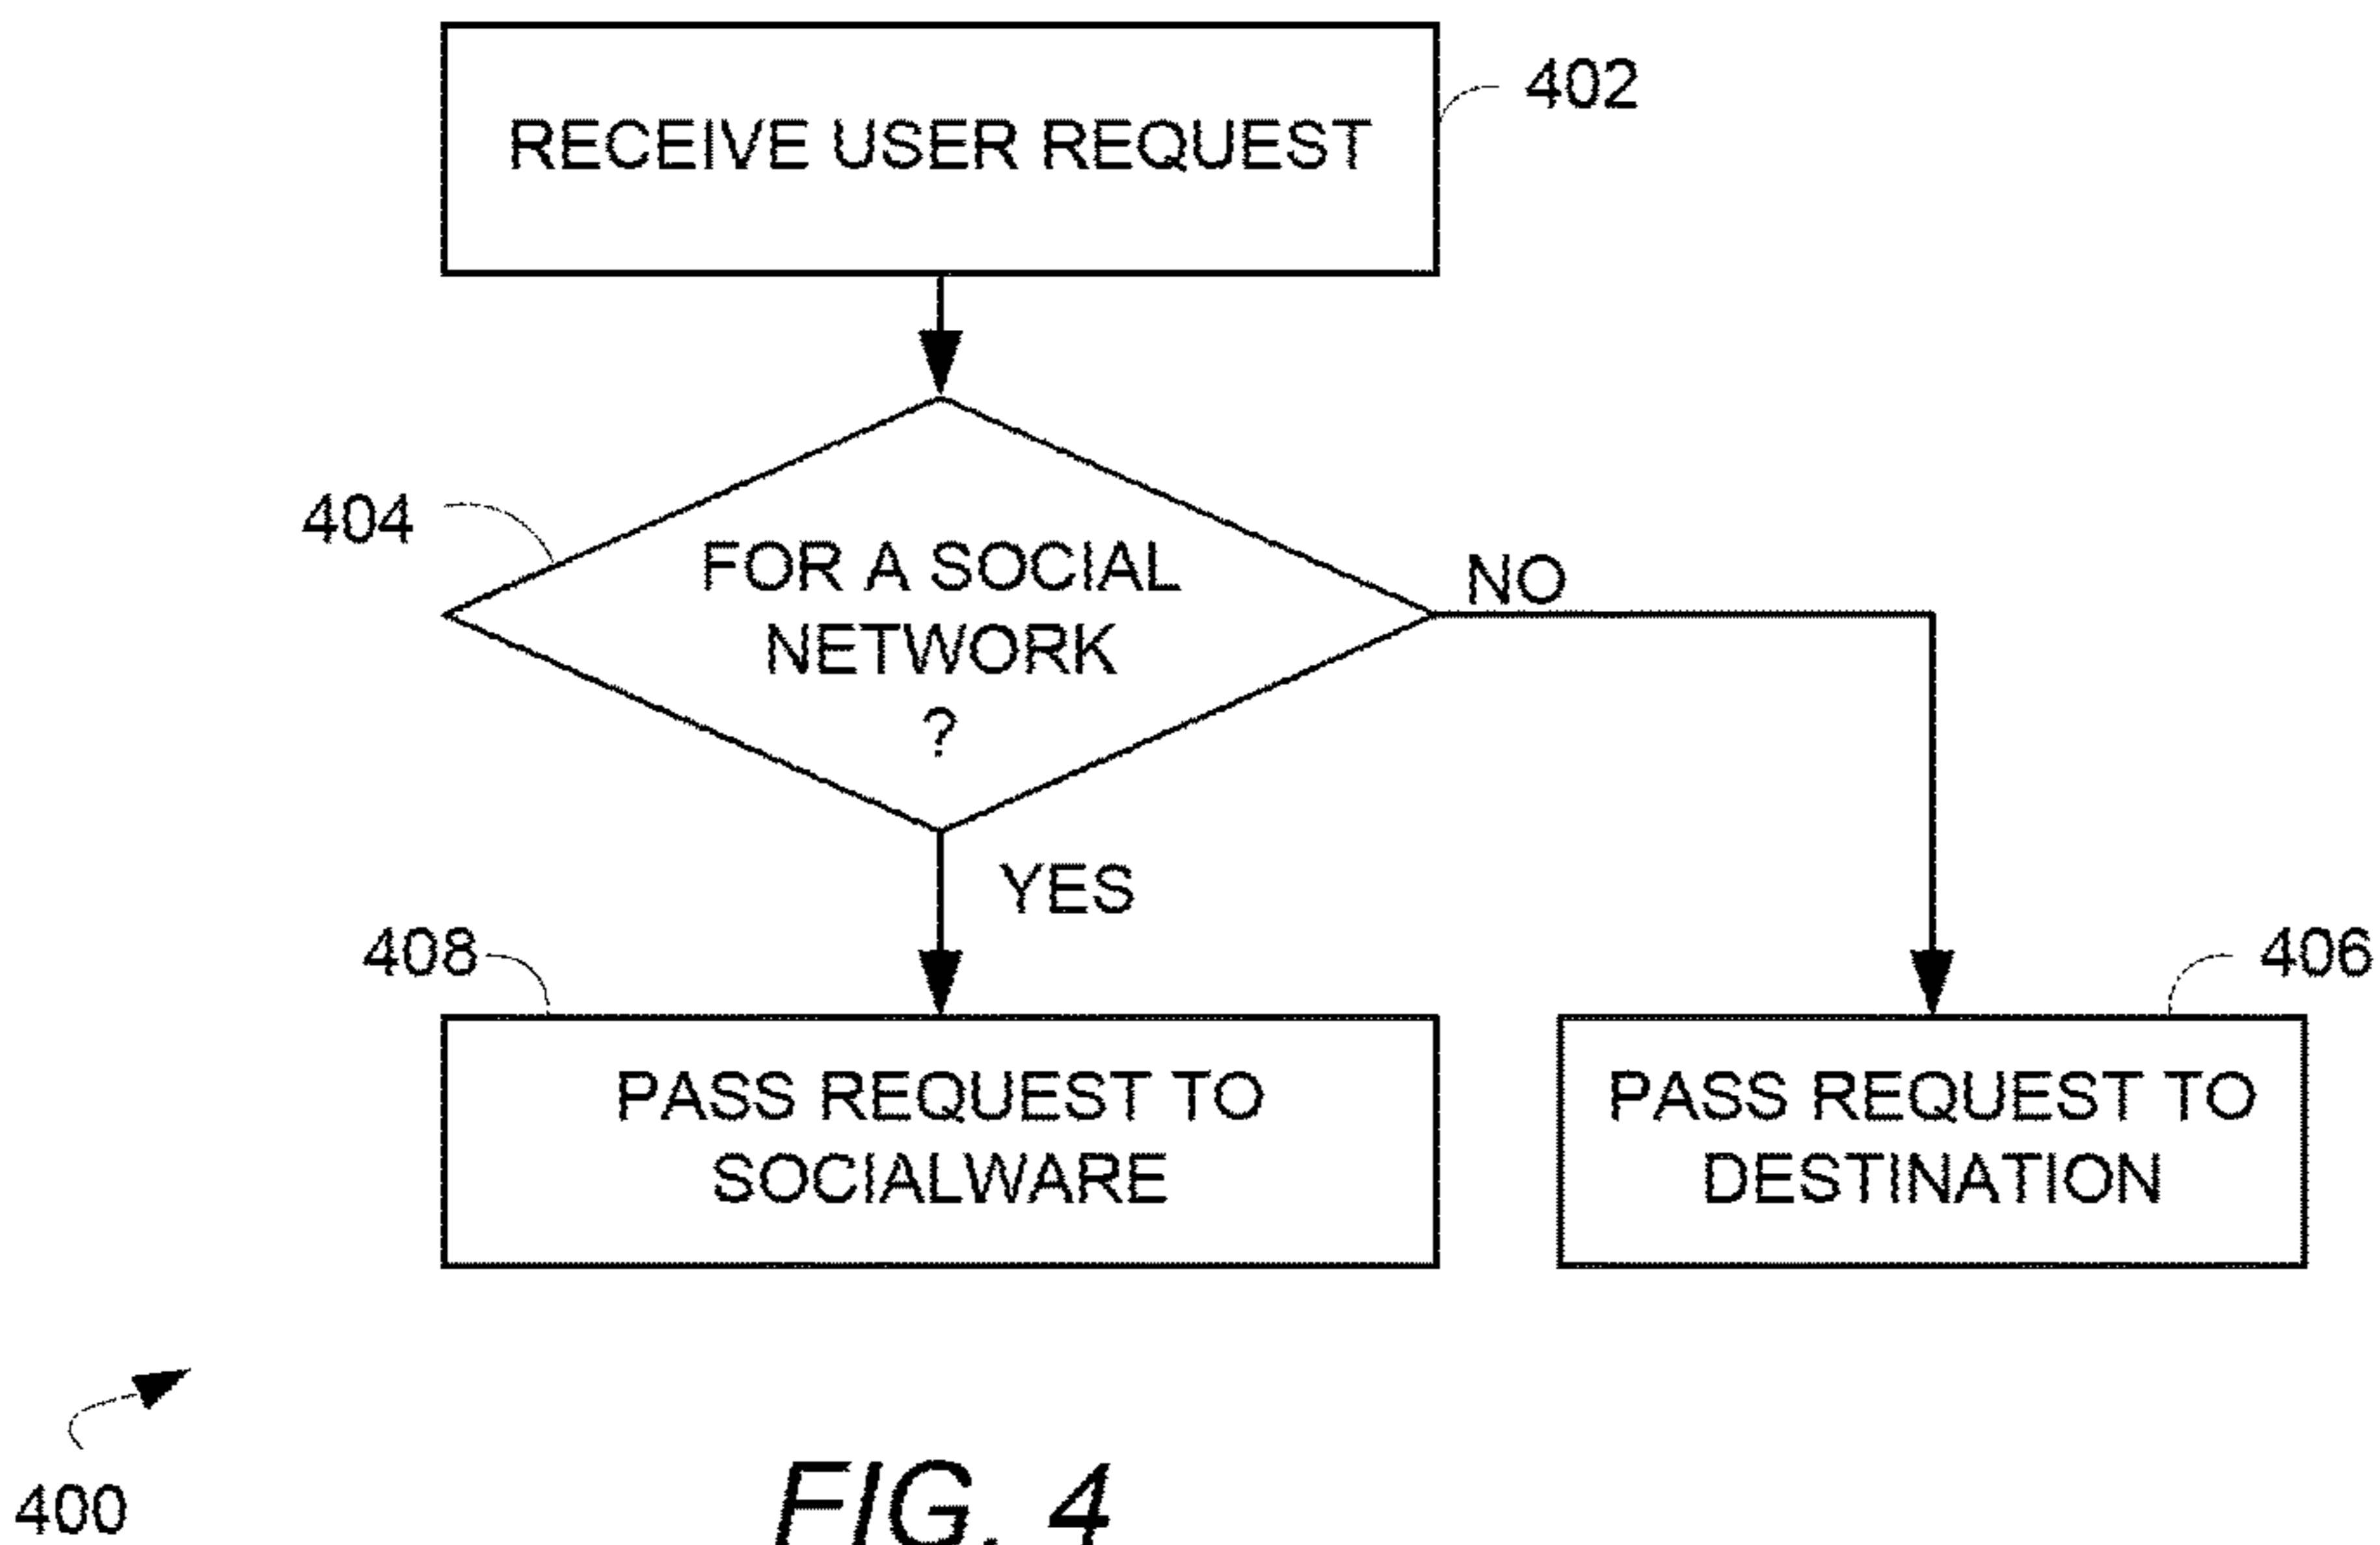 RECEIVE USER REQUEST
402
404
FOR A SOCIAL
NETWORK
?
NO
YES
408
406
PASS REQUEST TO
SOCIALWARE
PASS REQUEST TO
DESTINATION
400
FIG. 4